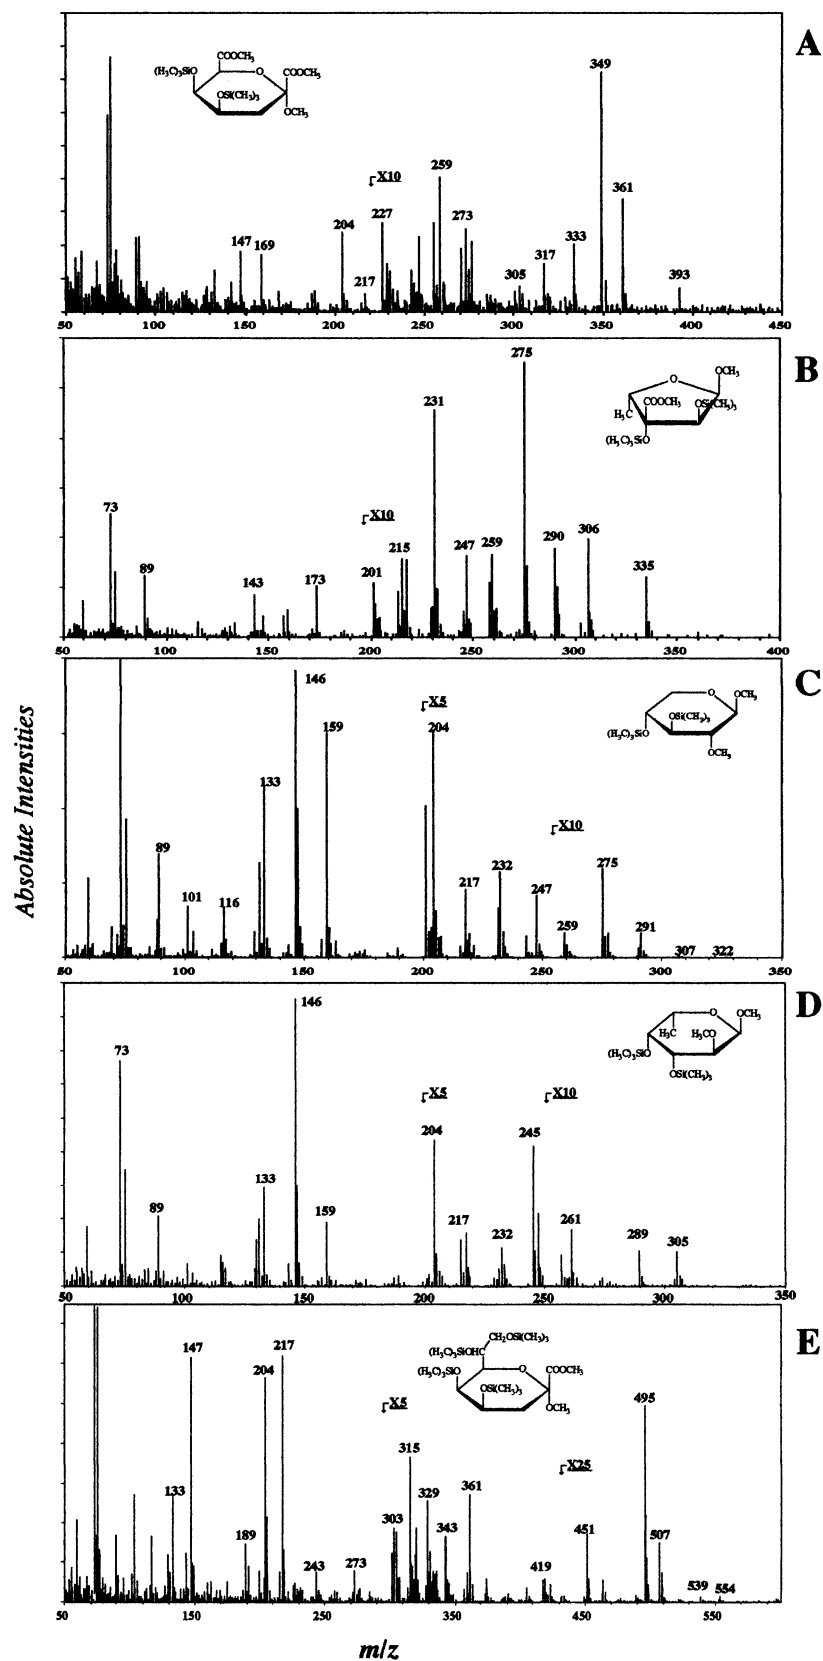 A
COOCH₃
(H₃C)₃SiO
O
COOCH₃
OSi(CH₃)₃
OCH₃
349
259
X10
361
227
273
204
333
147
169
317
217
305
393
50 100 150 200 250 300 350 400 450
B
275
OCH₃
O
COOCH₃
OSi(CH₃)₃
H₃C
(H₃C)₃SiO
231
73
X10
306
290
215
247
259
89
201
335
143
173
50 100 150 200 250 300 350 400
C
146
O
OCH₃
OSi(CH₃)₃
(H₃C)₃SiO
OCH₃
X5
159
204
133
X10
89
232
275
217
101
116
247
259
291
307
322
50 100 150 200 250 300 350
D
146
O
OCH₃
H₃C
H₃CO
(H₃C)₃SiO
OSi(CH₃)₃
73
X5
X10
204
245
133
89
159
217
232
261
289
305
50 100 150 200 250 300 350
E
CH₂OSi(CH₃)₃
(H₃C)₃SiOHC
(H₃C)₃SiO
O
COOCH₃
OSi(CH₃)₃
OCH₃
147
217
204
495
X5
315
X25
133
329
361
303
343
451
507
189
243
273
419
539
554
50 150 250 350 450 550
Absolute Intensities
m/z